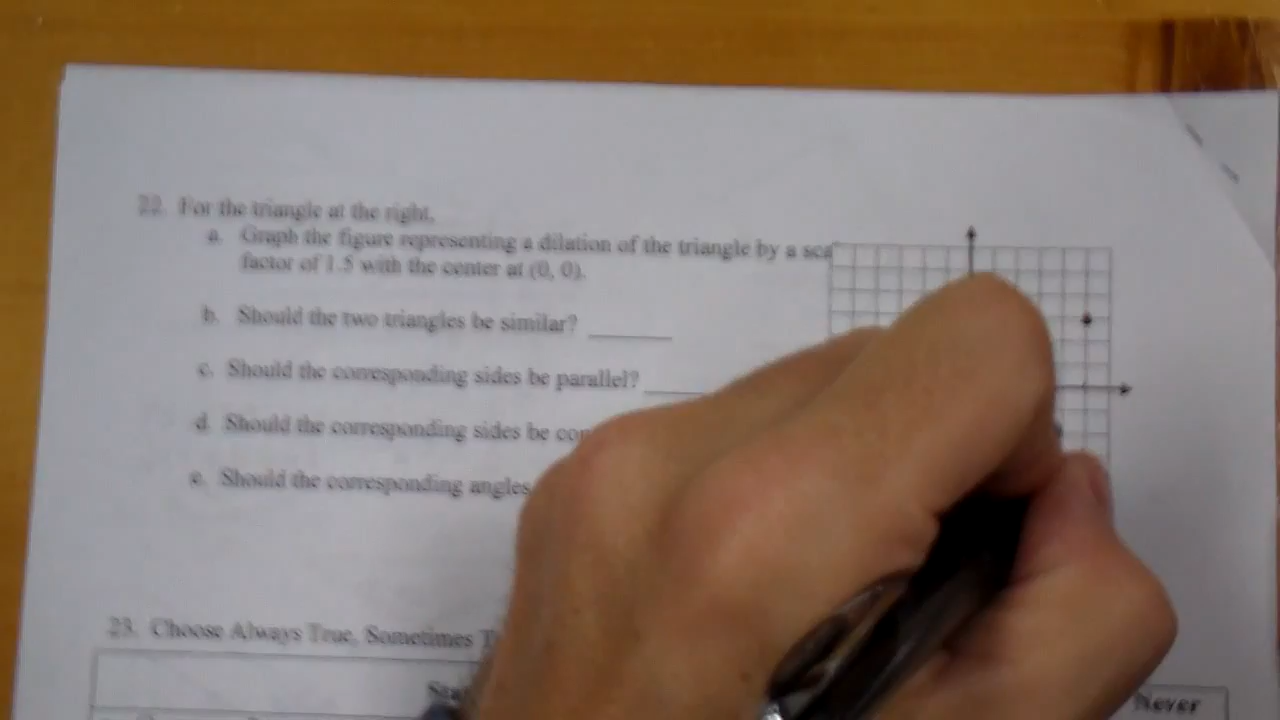 22. For the triangle at the right,
a. Graph the figure representing a dilation of the triangle by a sca
factor of 1.5 with the center at (0, 0).
b. Should the two triangles be similar?
c. Should the corresponding sides be parallel?
d. Should the corresponding sides be con
e. Should the corresponding angles
23. Choose Always True, Sometimes T
Never